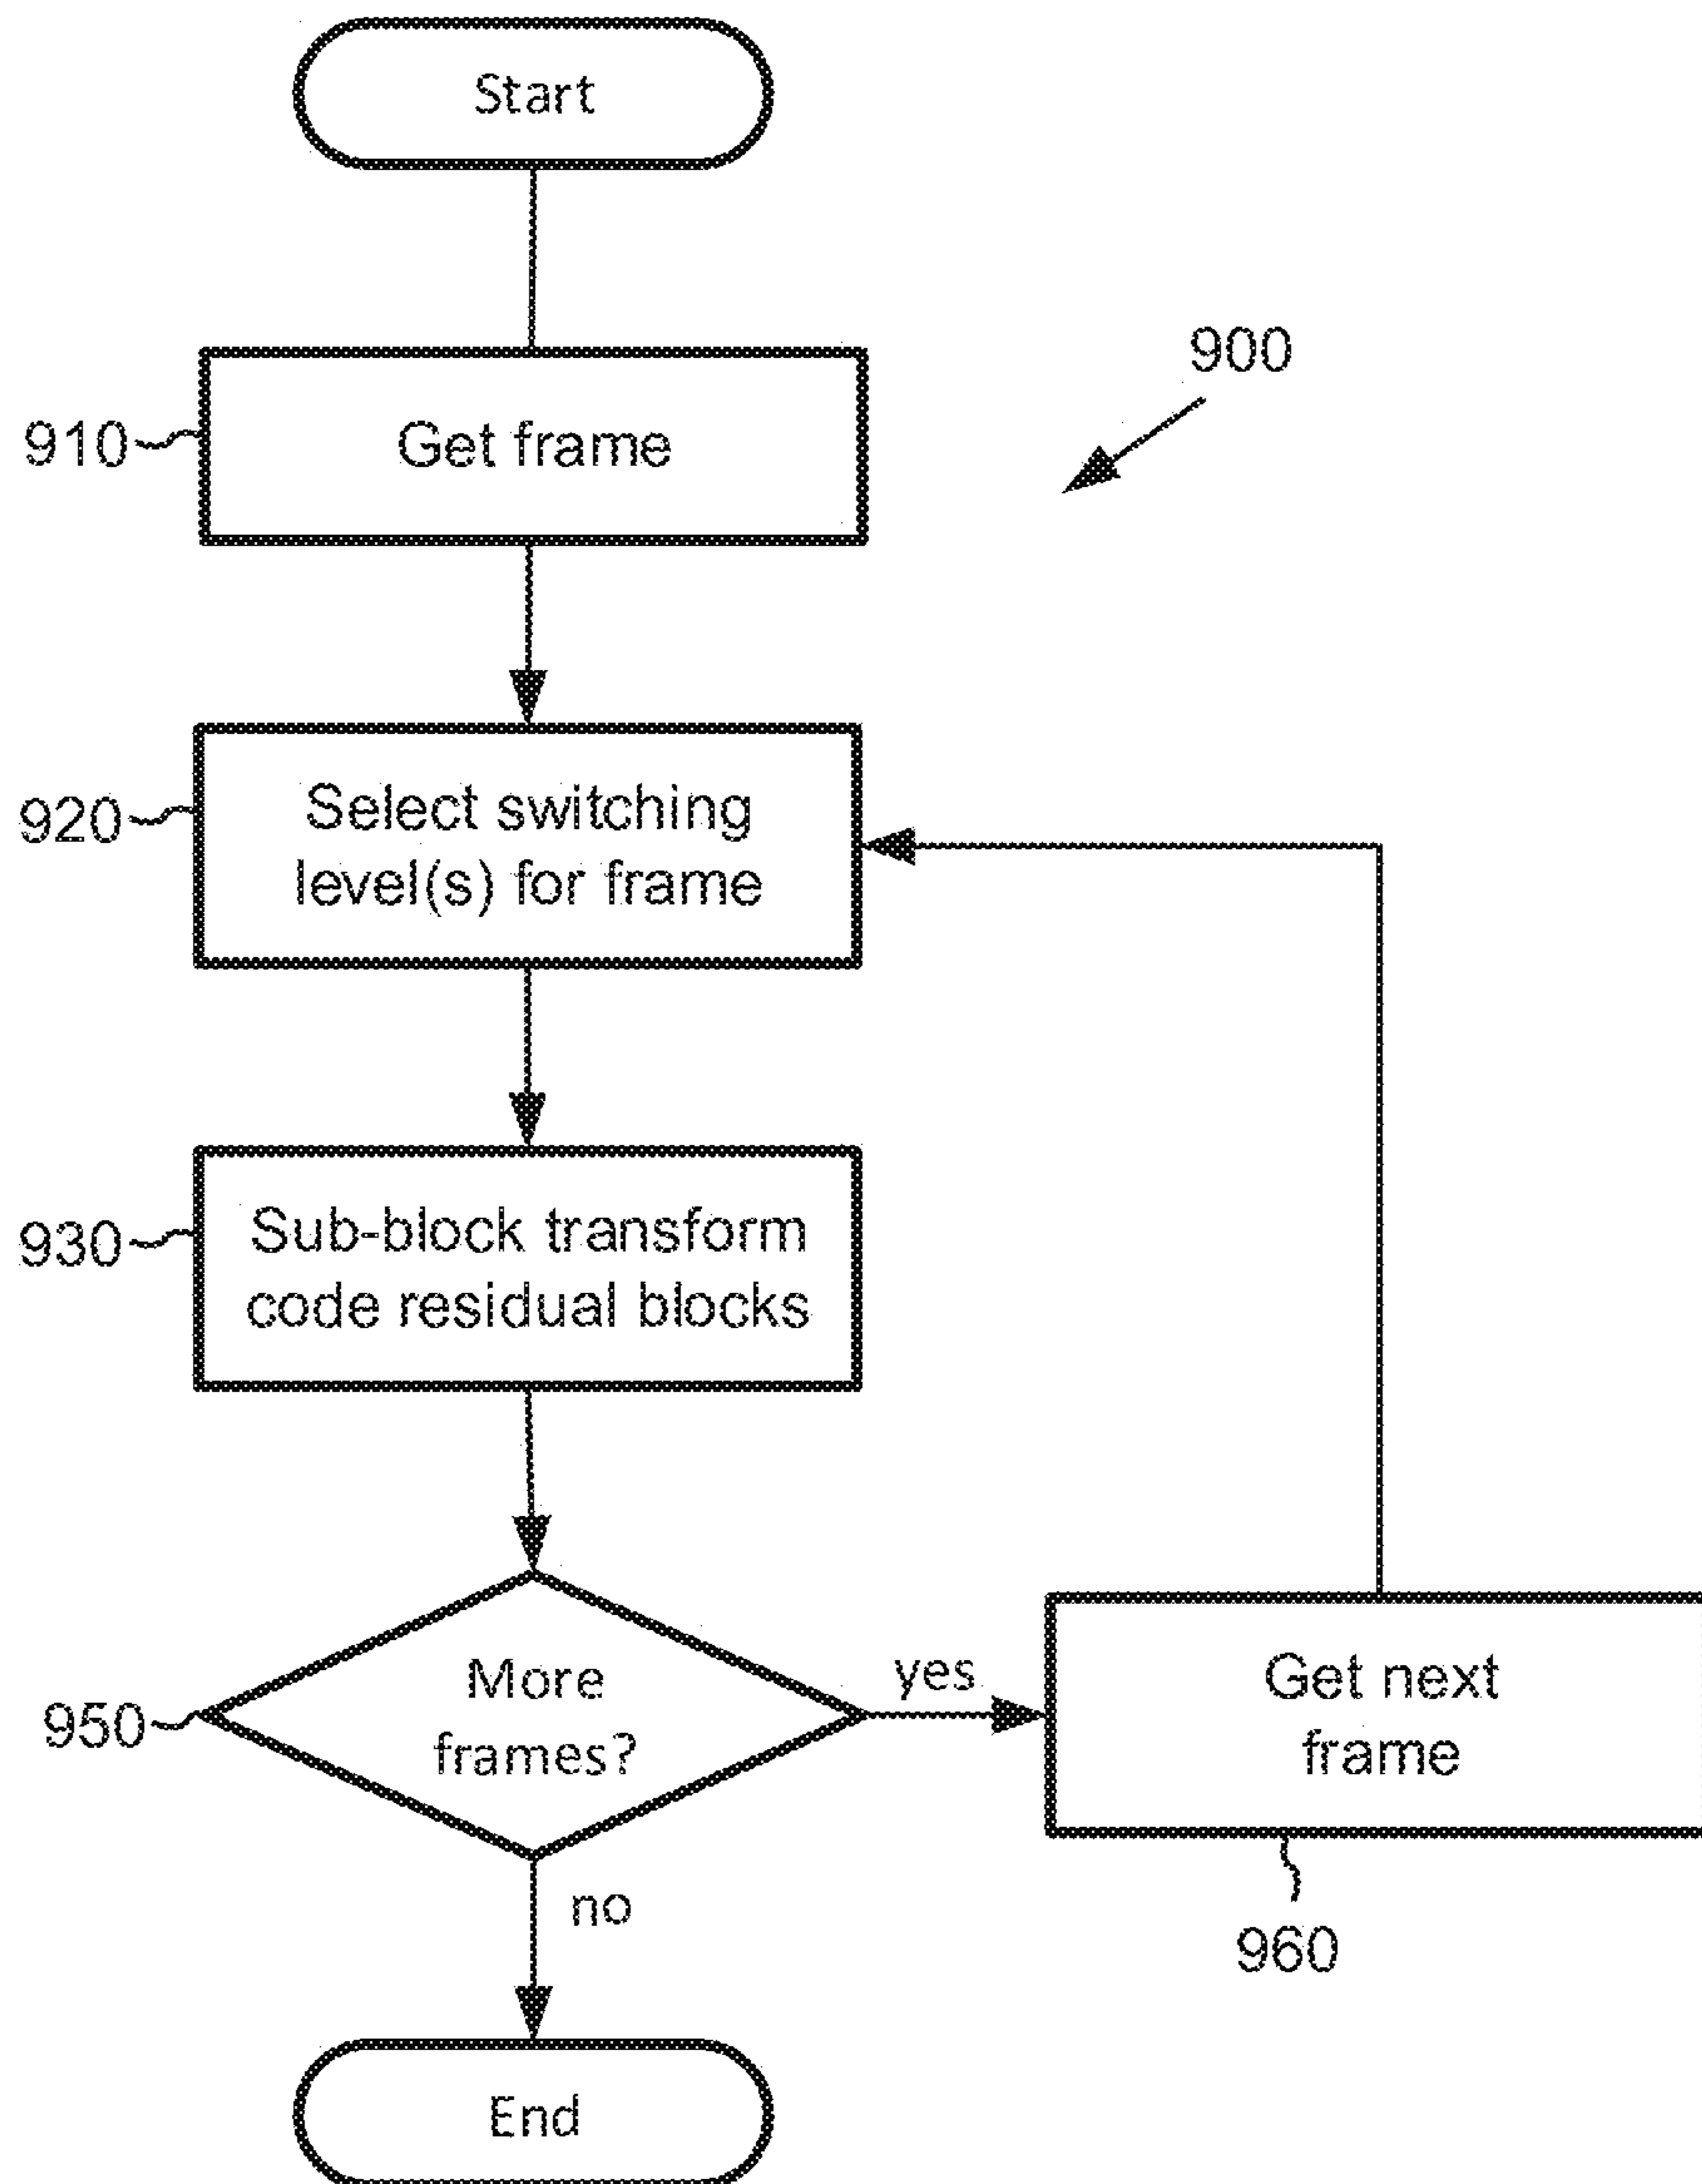 Start
900
910
Get frame
920
Select switching
level(s) for frame
930
Sub-block transform
code residual blocks
950
More
frames?
yes
Get next
frame
960
no
End